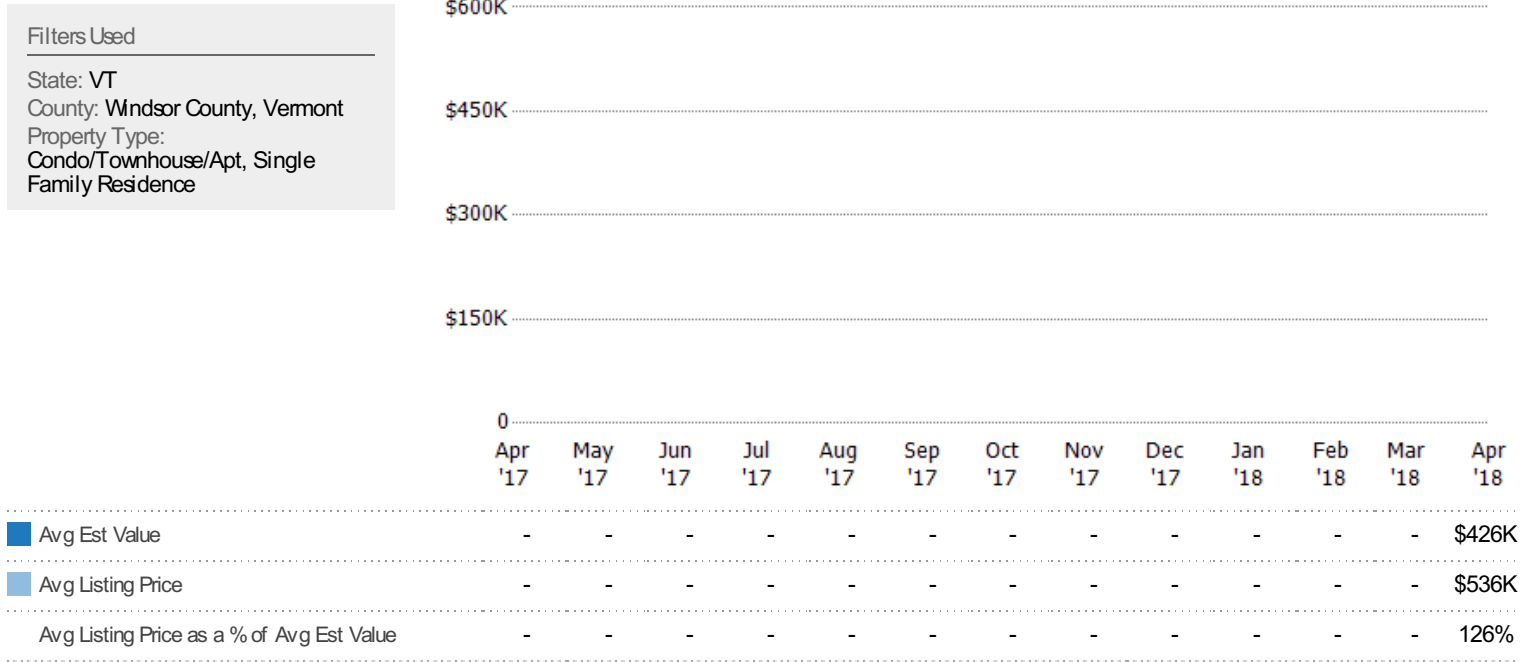 Filters Used
State: VT
County: Windsor County, Vermont
Property Type:
Condo/Townhouse/Apt, Single
Family Residence
$600K
$450K
$300K
$150K
0
Apr May Jun Jul Aug Sep Oct Nov Dec Jan Feb Mar Apr
'17 '17 '17 '17 '17 '17 '17 '17 '17 '18 '18 '18 '18
Avg Est Value - - - - - - - - - - - - $426K
Avg Listing Price - - - - - - - - - - - - $536K
Avg Listing Price as a % of Avg Est Value - - - - - - - - - - - - 126%